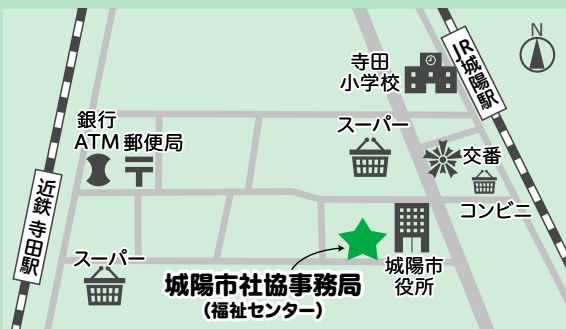 N
JR城陽駅
寺田
小学校
銀行
ATM 郵便局
スーパー
交番
コンビニ
近鉄 寺田駅
スーパー
城陽市社協事務局
(福祉センター)
城陽市
役所